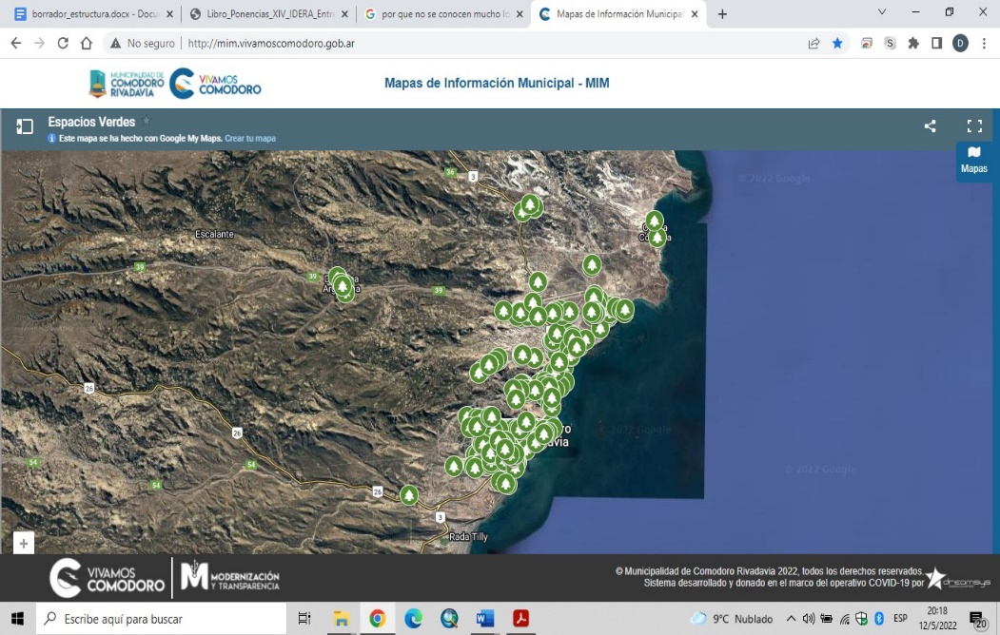 borrador_estructura.docx - Docu
Libro_Ponencias_XIV_IDERA_Entre
por que no se conocen mucho lo
Mapas de Información Municipal
No seguro | http://mim.vivamoscomodoro.gob.ar
MUNICIPALIDAD DE
COMODORO
RIVADAVIA
VIVAMOS
COMODORO
Mapas de Información Municipal - MIM
Espacios Verdes
Este mapa se ha hecho con Google My Maps. Crear tu mapa
Mapas
© 2022 Google
36
3
Escalante
39
39
39
26
26
54
54
54
26
3
2022 Google
© 2022 Google
Rada Tilly
VIVAMOS
COMODORO
MODERNIZACIÓN
Y TRANSPARENCIA
© Municipalidad de Comodoro Rivadavia 2022, todos los derechos reservados.
Sistema desarrollado y donado en el marco del operativo COVID-19 por
dreamsys
Escribe aquí para buscar
9°C Nublado
ESP
20:18
12/5/2022
20